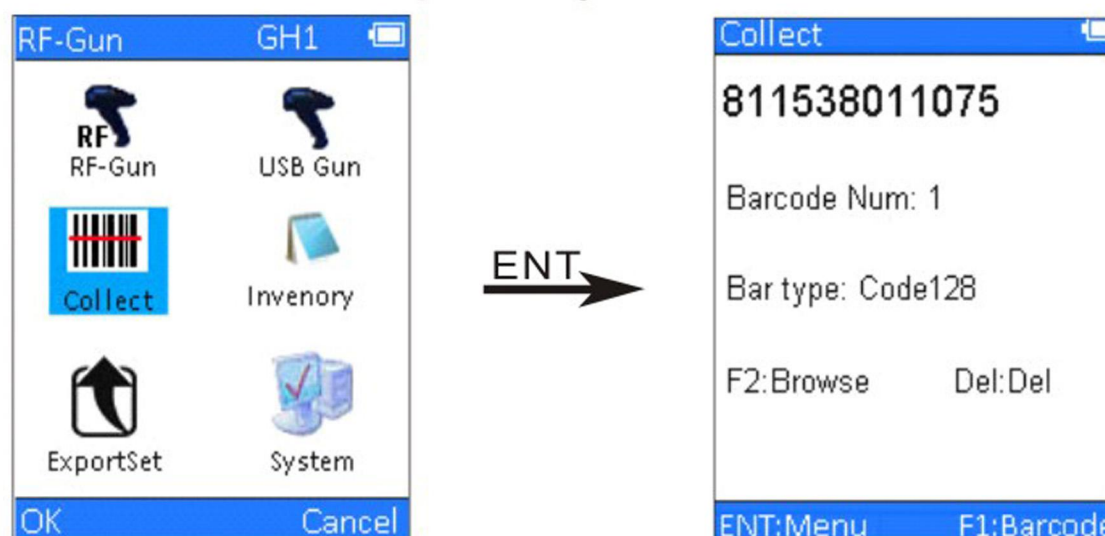 RF-Gun GH1
RF
RF-Gun USB Gun
Collect Invenory
ExportSet System
OK Cancel
ENT
Collect
811538011075
Barcode Num: 1
Bar type: Code128
F2:Browse Del:Del
ENT:Menu F1:Barcode